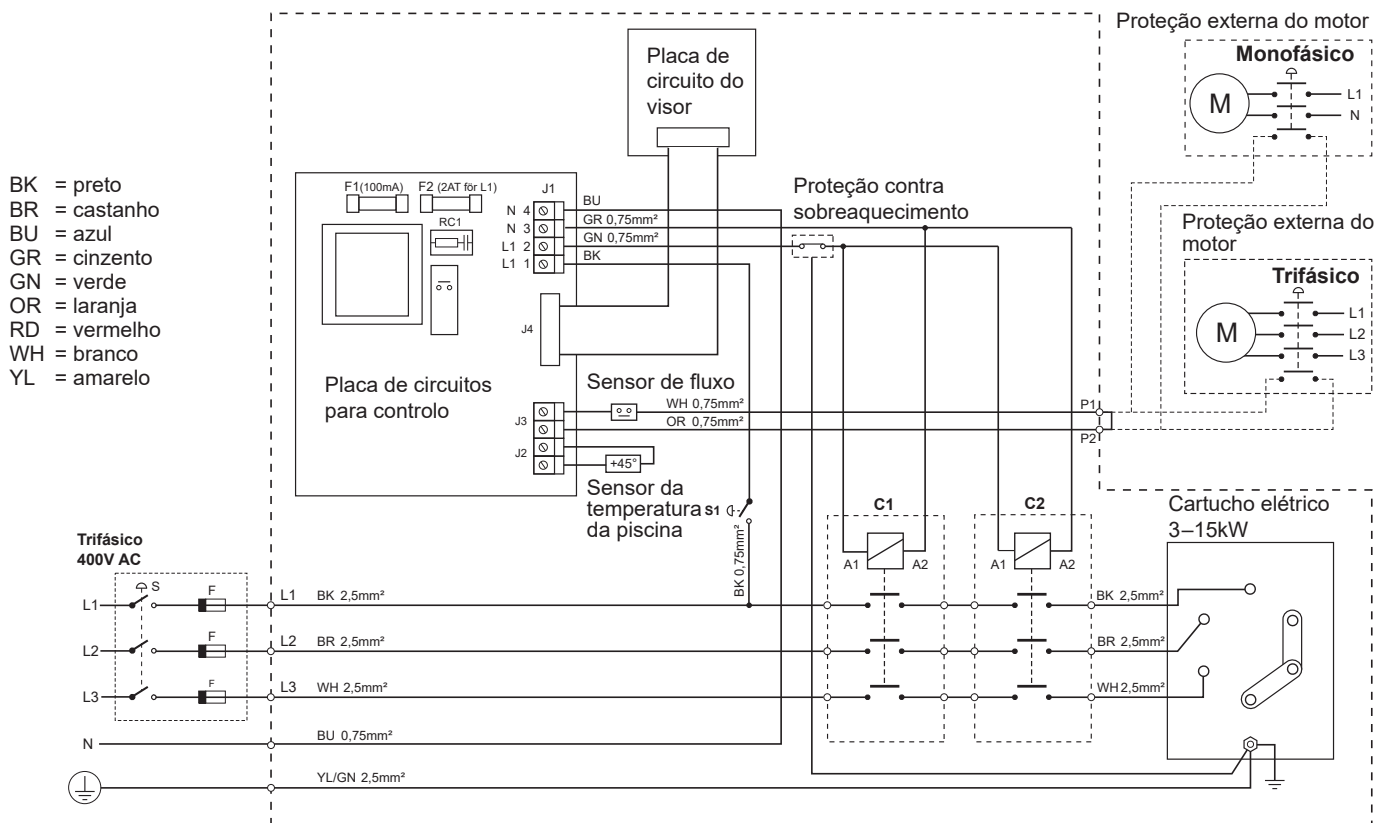 Proteção externa do motor
Monofásico
M
L1
N
Placa de
circuito do
visor
BK = preto
BR = castanho
BU = azul
GR = cinzento
GN = verde
OR = laranja
RD = vermelho
WH = branco
YL = amarelo
F1(100mA)
F2 (2AT för L1)
J1
RC1
N 4
N 3
L1 2
L1 1
BU
GR 0,75mm²
GN 0,75mm²
BK
Proteção contra
sobreaquecimento
Proteção externa do
motor
Trifásico
M
L1
L2
L3
J4
Placa de circuitos
para controlo
Sensor de fluxo
WH 0,75mm²
OR 0,75mm²
P1
P2
J3
J2
+45°
Sensor da
temperatura
da piscina
S1
BK 0,75mm²
C1
C2
A1
A2
A1
A2
Cartucho elétrico
3–15kW
Trifásico
400V AC
S
F
L1
L1
BK 2,5mm²
BK 2,5mm²
F
L2
L2
BR 2,5mm²
BR 2,5mm²
F
L3
L3
WH 2,5mm²
WH2,5mm²
N
BU 0,75mm²
YL/GN 2,5mm²